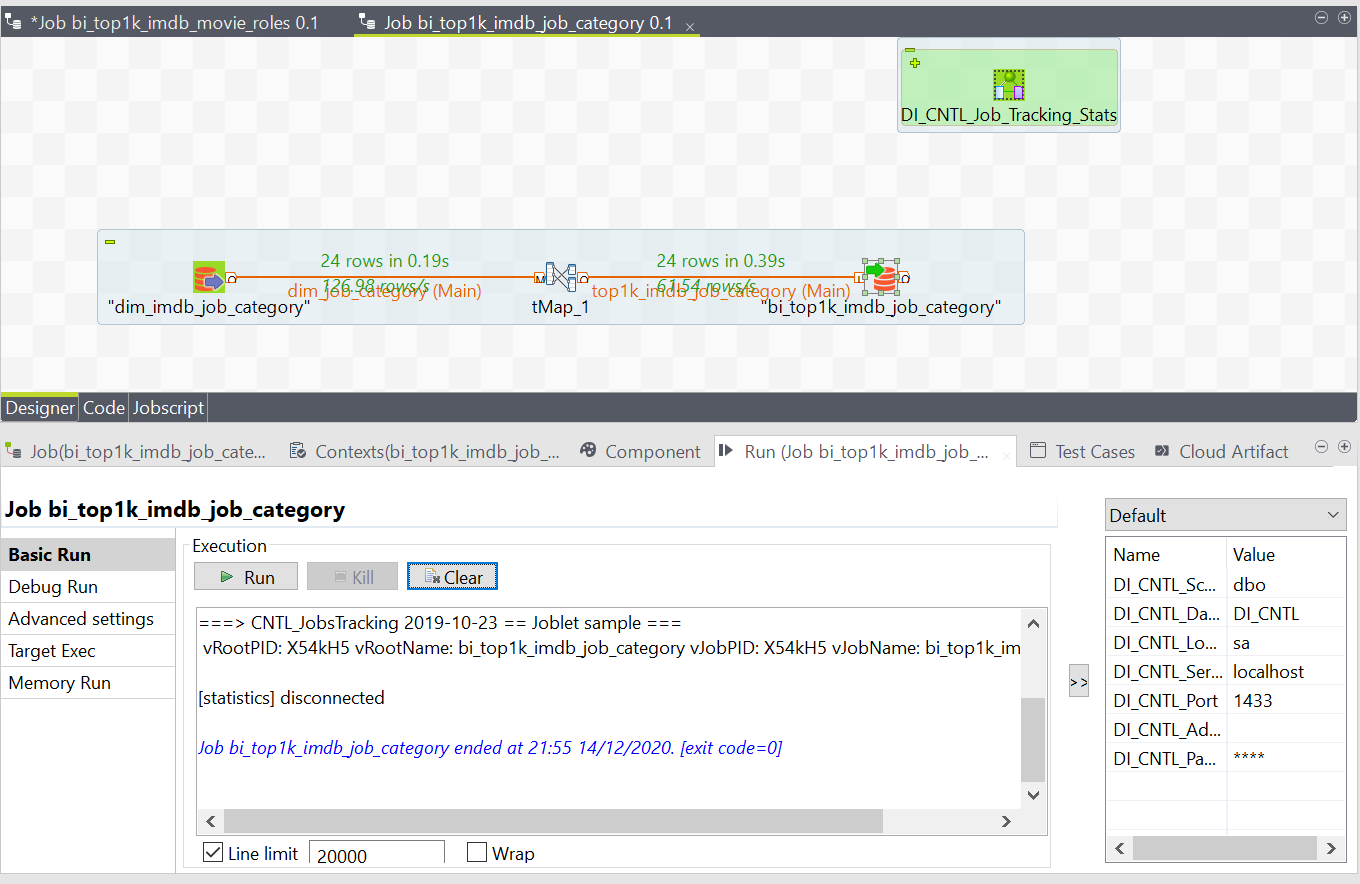 *Job bi_top1k_imdb_movie_roles 0.1
Job bi_top1k_imdb_job_category 0.1
DI_CNTL_Job_Tracking_Stats
24 rows in 0.19s
24 rows in 0.39s
126.98 rows/s
61.54 rows/s
dim_job_category (Main)
top1k_imdb_job_category (Main)
"dim_imdb_job_category"
tMap_1
"bi_top1k_imdb_job_category"
Designer Code Jobscript
Job(bi_top1k_imdb_job_cate... Contexts(bi_top1k_imdb_job_... Component Run (Job bi_top1k_imdb_job_... Test Cases Cloud Artifact
Job bi_top1k_imdb_job_category
Basic Run
Debug Run
Advanced settings
Target Exec
Memory Run
Execution
Run Kill Clear
===> CNTL_JobsTracking 2019-10-23 == Joblet sample ===
vRootPID: X54kH5 vRootName: bi_top1k_imdb_job_category vJobPID: X54kH5 vJobName: bi_top1k_im
[statistics] disconnected
Job bi_top1k_imdb_job_category ended at 21:55 14/12/2020. [exit code=0]
Line limit 20000 Wrap
>>
Default
Name Value
DI_CNTL_Sc... dbo
DI_CNTL_Da... DI_CNTL
DI_CNTL_Lo... sa
DI_CNTL_Ser... localhost
DI_CNTL_Port 1433
DI_CNTL_Ad...
DI_CNTL_Pa... ****